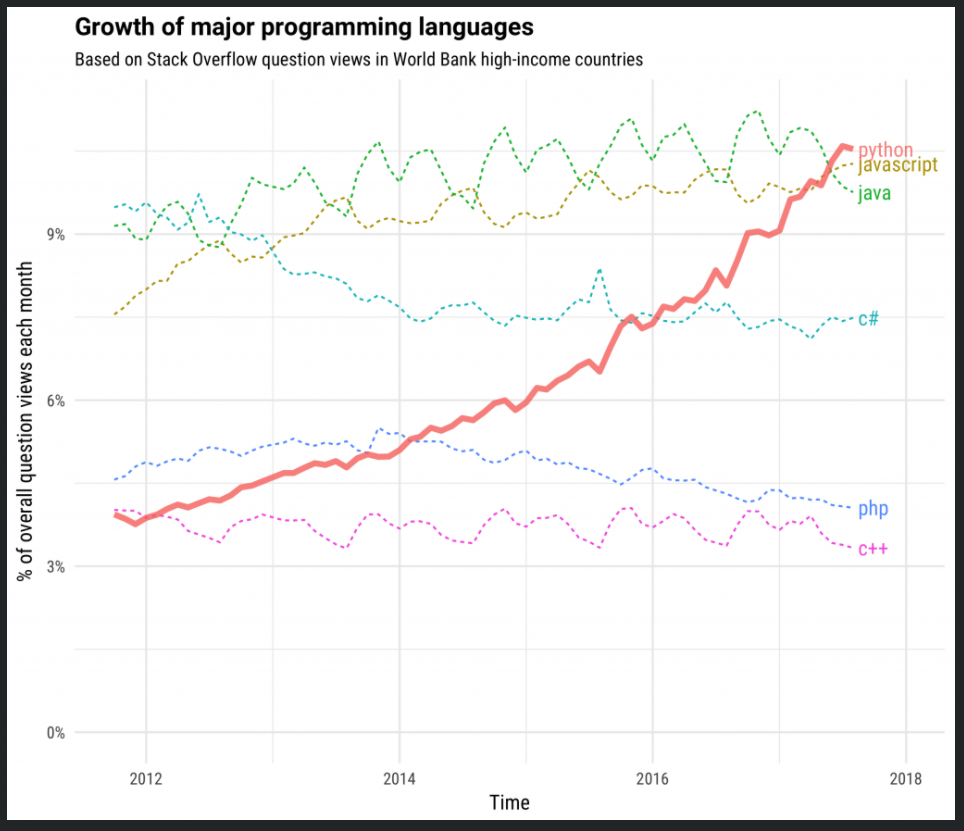 Growth of major programming languages
Based on Stack Overflow question views in World Bank high-income countries
% of overall question views each month
9%
6%
3%
0%
python
javascript
java
c#
php
c++
2012
2014
2016
2018
Time